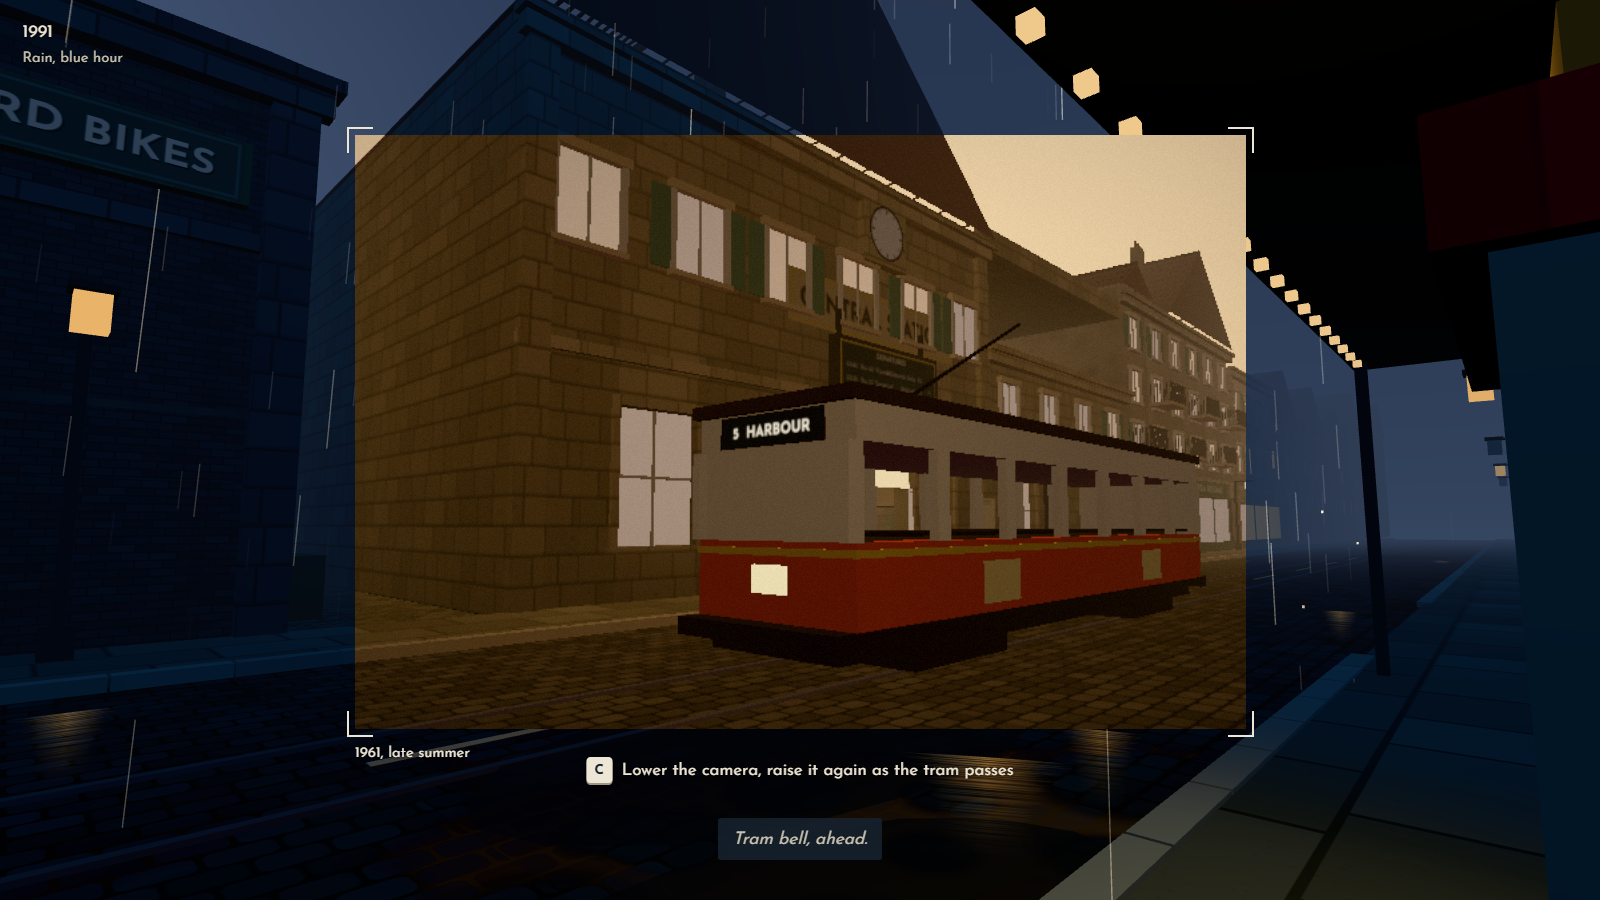 1991
Rain, blue hour
RD BIKES
5 HARBOUR
1961, late summer
C Lower the camera, raise it again as the tram passes
Tram bell, ahead.